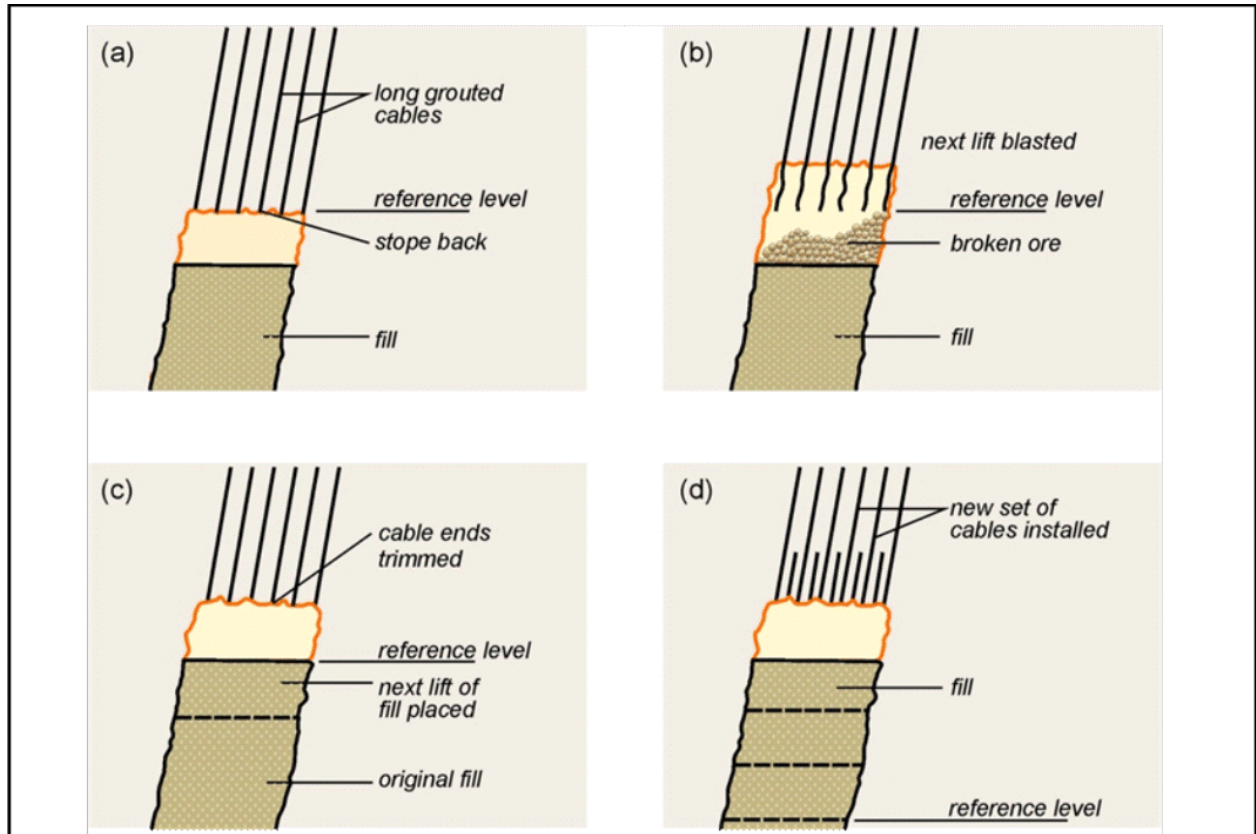 (a)
long grouted
cables
reference level
stope back
fill
(b)
next lift blasted
reference level
broken ore
fill
(c)
cable ends
trimmed
reference level
next lift of
fill placed
original fill
(d)
new set of
cables installed
fill
reference level